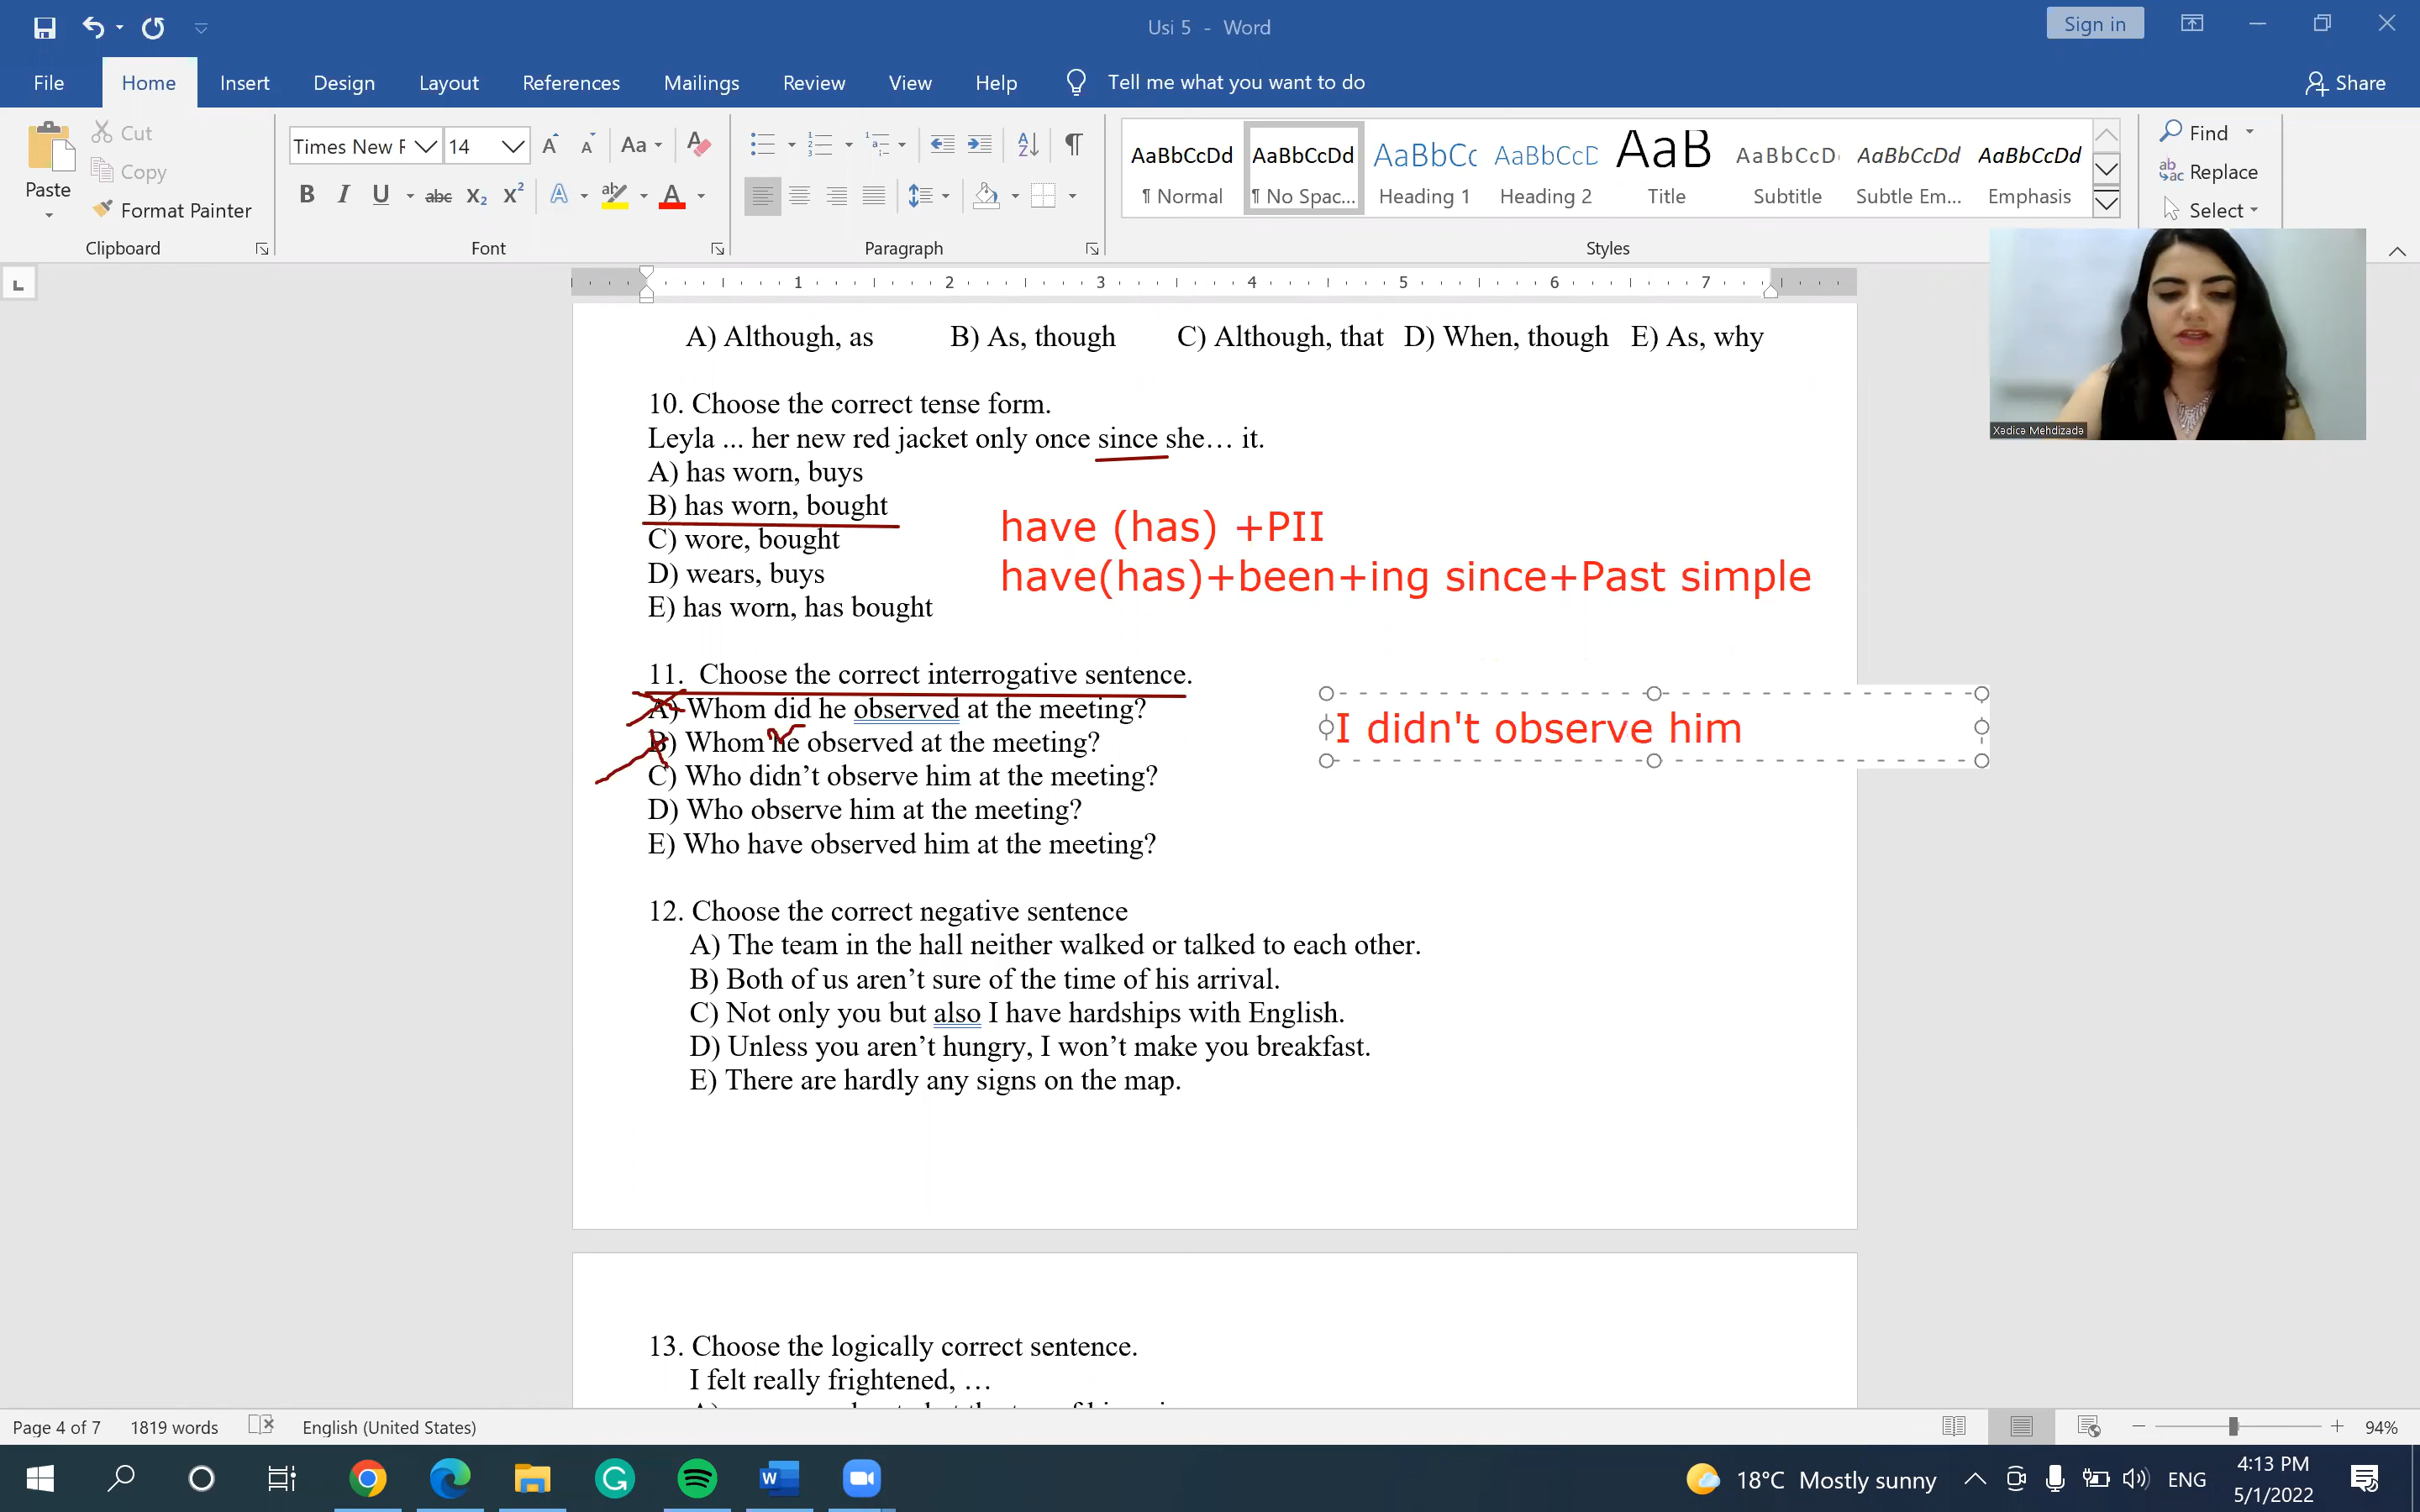 Usi 5 - Word
Sign in
File Home Insert Design Layout References Mailings Review View Help Tell me what you want to do Share
Paste
Cut
Copy
Format Painter
Clipboard
Times New F 14
Font
Paragraph
AaBbCcDd AaBbCcDd AaBbCc AaBbCcC AaB AaBbCcD AaBbCcDd AaBbCcDd
¶ Normal ¶ No Spac... Heading 1 Heading 2 Title Subtitle Subtle Em... Emphasis
Styles
Find
Replace
Select
Xədicə Mehdizadə
1 2 3 4 5 6 7
A) Although, as B) As, though C) Although, that D) When, though E) As, why
10. Choose the correct tense form.
Leyla ... her new red jacket only once since she… it.
A) has worn, buys
B) has worn, bought
C) wore, bought
D) wears, buys
E) has worn, has bought
have (has) +PII
have(has)+been+ing since+Past simple
11. Choose the correct interrogative sentence.
A) Whom did he observed at the meeting?
B) Whom he observed at the meeting?
C) Who didn’t observe him at the meeting?
D) Who observe him at the meeting?
E) Who have observed him at the meeting?
I didn't observe him
12. Choose the correct negative sentence
A) The team in the hall neither walked or talked to each other.
B) Both of us aren’t sure of the time of his arrival.
C) Not only you but also I have hardships with English.
D) Unless you aren’t hungry, I won’t make you breakfast.
E) There are hardly any signs on the map.
13. Choose the logically correct sentence.
I felt really frightened, …
Page 4 of 7 1819 words English (United States) 94%
18°C Mostly sunny ENG 4:13 PM
5/1/2022